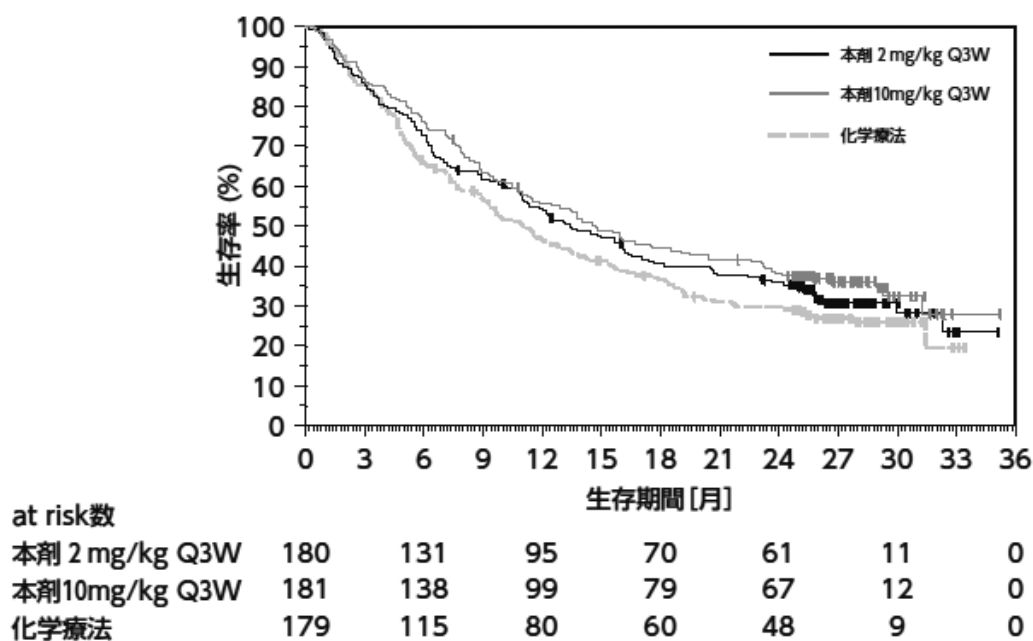 100
90
80
70
60
50
40
30
20
10
0
生存率 (%)
本剤 2 mg/kg Q3W
本剤10mg/kg Q3W
化学療法
0 3 6 9 12 15 18 21 24 27 30 33 36
生存期間 [月]
at risk数
本剤 2 mg/kg Q3W 180 131 95 70 61 11 0
本剤10mg/kg Q3W 181 138 99 79 67 12 0
化学療法 179 115 80 60 48 9 0